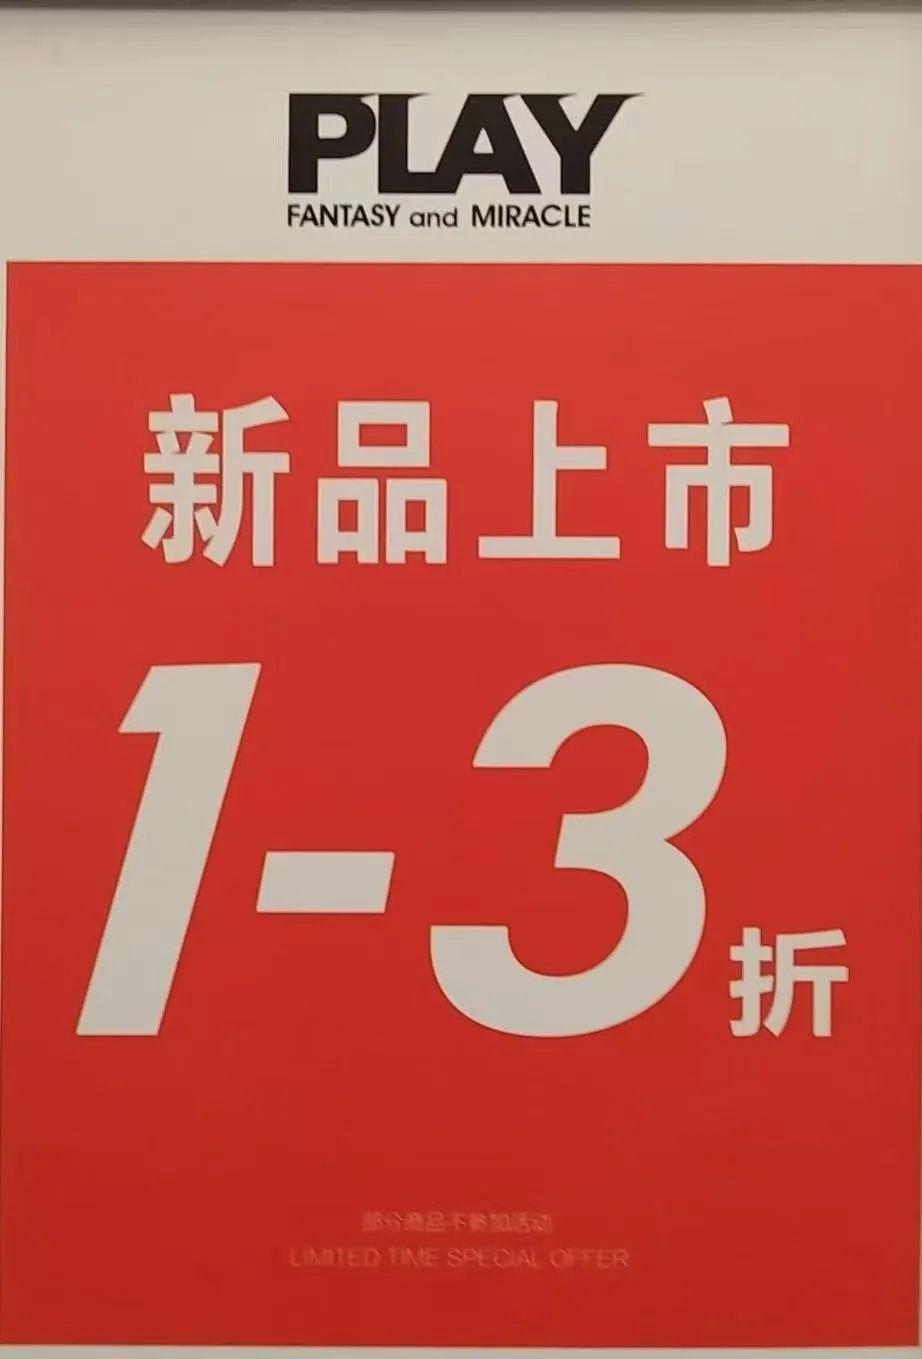 PLAY
FANTASY and MIRACLE
新品上市
1-3折
部分商品不参加活动
LIMITED TIME SPECIAL OFFER